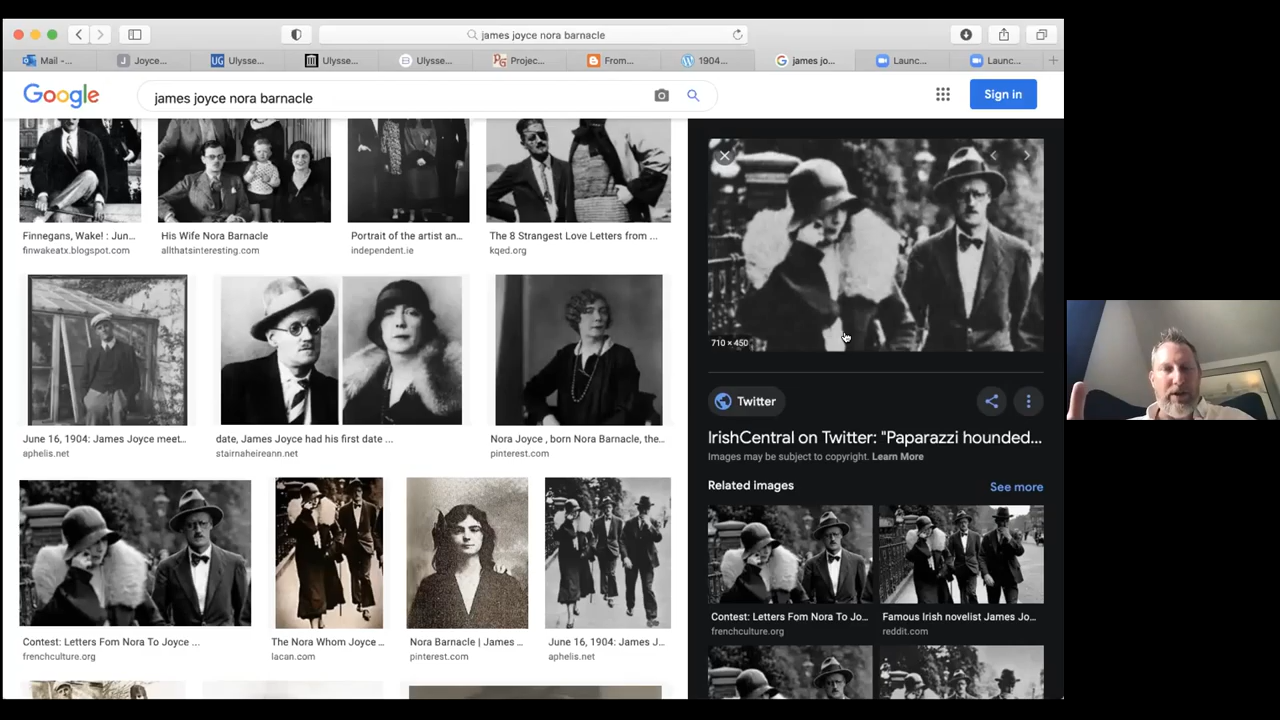 james joyce nora barnacle
Mail -...
Joyce...
Ulysse...
Ulysse...
Ulysse...
Projec...
From...
1904...
james jo...
Launc...
Launc...
Google
james joyce nora barnacle
Sign in
Finnegans, Wake! : Jun...
finwakeatx.blogspot.com
His Wife Nora Barnacle
allthatsinteresting.com
Portrait of the artist an...
independent.ie
The 8 Strangest Love Letters from ...
kqed.org
June 16, 1904: James Joyce meet...
aphelis.net
date, James Joyce had his first date ...
stairnaheireann.net
Nora Joyce , born Nora Barnacle, the...
pinterest.com
Contest: Letters Fom Nora To Joyce ...
frenchculture.org
The Nora Whom Joyce ...
lacan.com
Nora Barnacle | James ...
pinterest.com
June 16, 1904: James J...
aphelis.net
710 × 450
Twitter
IrishCentral on Twitter: "Paparazzi hounded...
Images may be subject to copyright. Learn More
Related images
See more
Contest: Letters Fom Nora To Jo...
frenchculture.org
Famous Irish novelist James Jo...
reddit.com